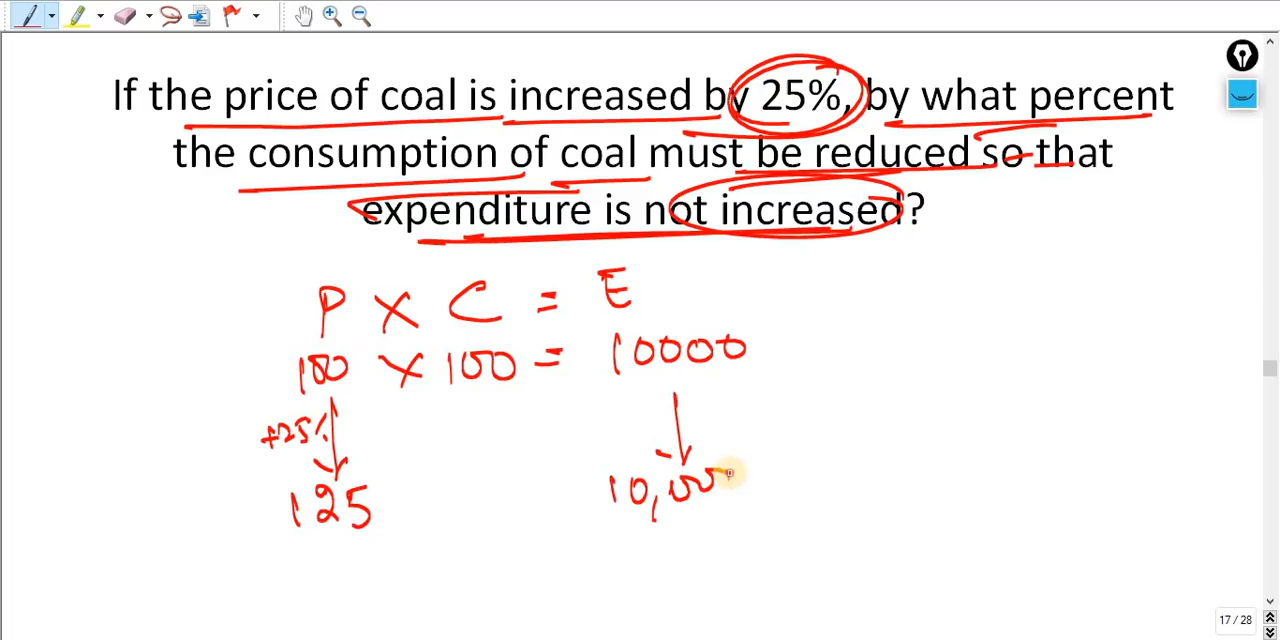 If the price of coal is increased by 25%, by what percent
the consumption of coal must be reduced so that
expenditure is not increased?
P X C = E
100 X 100 = 10000
+25%
125 10,000
17 / 28